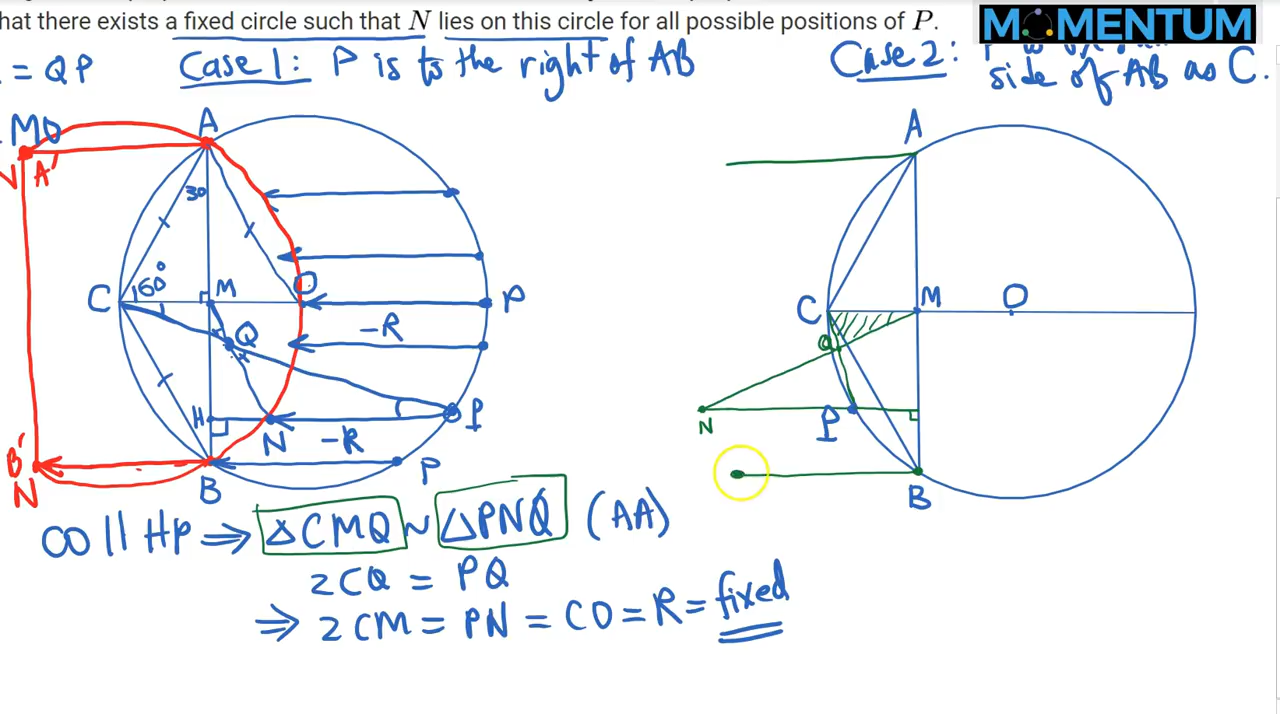 hat there exists a fixed circle such that N lies on this circle for all possible positions of P.
MOMENTUM
= QP
Case 1: P is to the right of AB
Case 2:
side of AB as C.
MO
A
A'
30
C
160°
M
O
P
-R
Q
H
N
-R
P
B'
N
B
P
A
C
M
O
Q
N
P
B
CO || HP ⇒ △CMQ ~ △PNQ (AA)
2CQ = PQ
⇒ 2CM = PN = CO = R = fixed